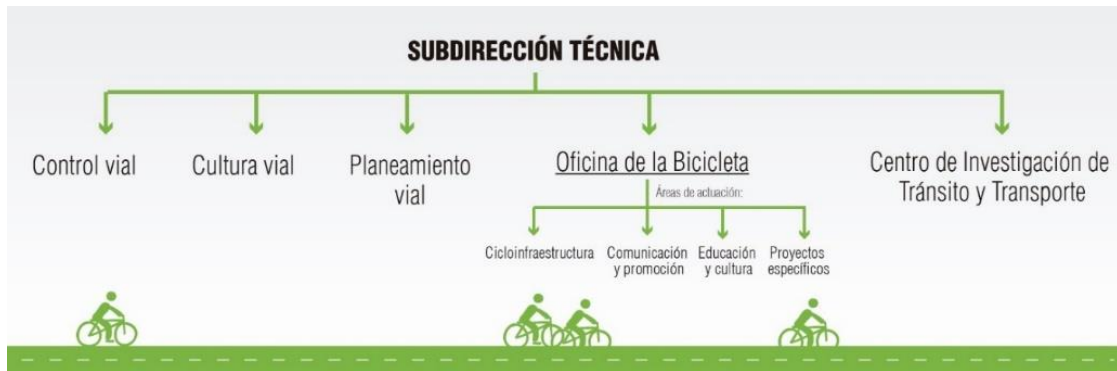 SUBDIRECCIÓN TÉCNICA
Control vial
Cultura vial
Planeamiento
vial
Oficina de la Bicicleta
Áreas de actuación:
Cicloinfraestructura
Comunicación
y promoción
Educación
y cultura
Proyectos
específicos
Centro de Investigación de
Tránsito y Transporte